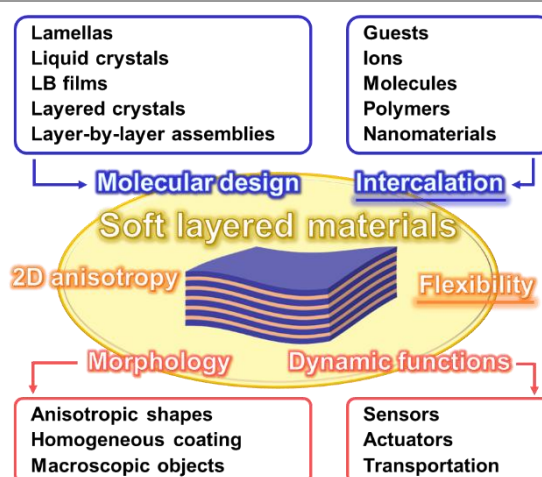 Lamellas
Liquid crystals
LB films
Layered crystals
Layer-by-layer assemblies
Guests
Ions
Molecules
Polymers
Nanomaterials
Molecular design
Intercalation
Soft layered materials
2D anisotropy
Flexibility
Morphology
Dynamic functions
Anisotropic shapes
Homogeneous coating
Macroscopic objects
Sensors
Actuators
Transportation